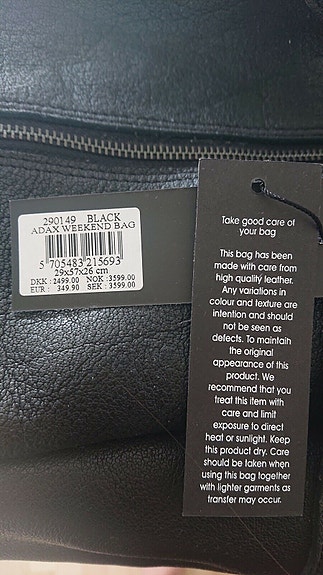 290149 BLACK
ADAX WEEKEND BAG
5 705483 215693
29x57x26 cm
DKK : 2499.00 NOK : 3599.00
EUR : 349.90 SEK : 3599.00
Take good care of
your bag
This bag has been
made with care from
high quality leather.
Any variations in
colour and texture are
intention and should
not be seen as
defects. To maintaih
the original
appearance of this
product. We
recommend that you
treat this item with
care and limit
exposure to direct
heat or sunlight. Keep
this product dry. Care
should be taken when
using this bag together
with lighter garments as
transfer may occur.